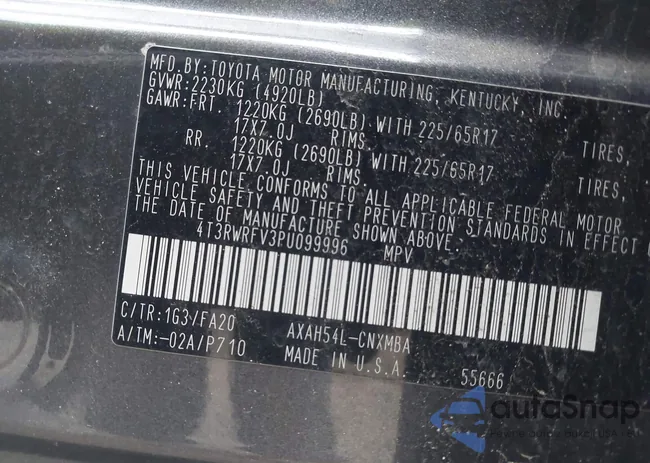 MFD. BY: TOYOTA MOTOR MANUFACTURING, KENTUCKY, INC
GVWR: 2230KG (4920LB)
GAWR: FRT. 1220KG (2690LB) WITH 225/65R17 TIRES,
17X7.0J RIMS,
RR. 1220KG (2690LB) WITH 225/65R17 TIRES,
17X7.0J RIMS.
THIS VEHICLE CONFORMS TO ALL APPLICABLE FEDERAL MOTOR
VEHICLE SAFETY AND THEFT PREVENTION STANDARDS IN EFFECT
THE DATE OF MANUFACTURE SHOWN ABOVE.
4T3RWRFV3PU099996 MPV
C/TR: 1G3/FA20 AXAH54L-CNXMBA
A/TM: -02A/P710 MADE IN U.S.A. 55666
autoSnap